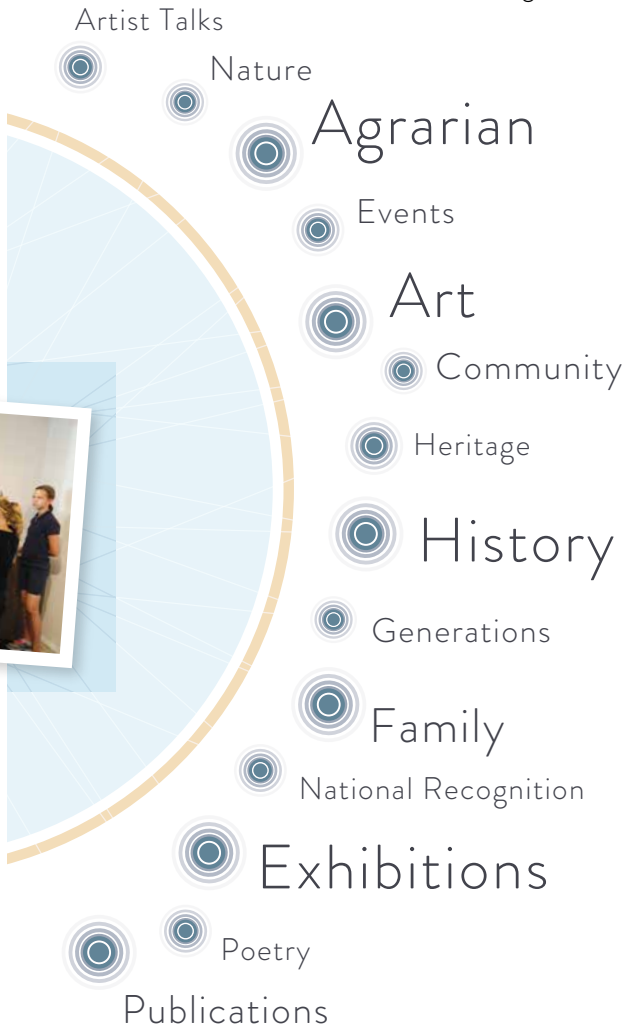 Artist Talks
Nature
Agrarian
Events
Art
Community
Heritage
History
Generations
Family
National Recognition
Exhibitions
Poetry
Publications